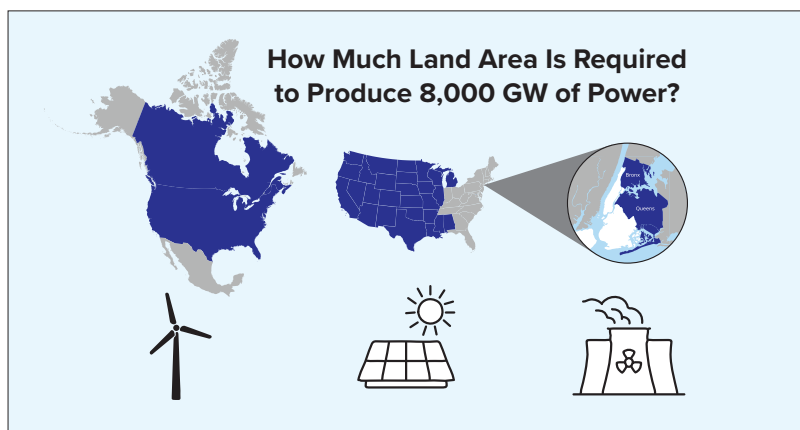 How Much Land Area Is Required
to Produce 8,000 GW of Power?
Bronx
Queens